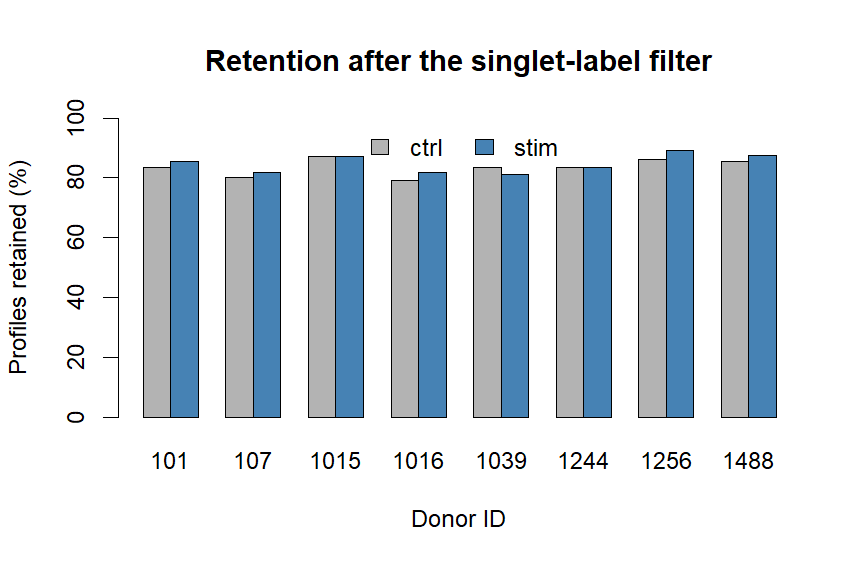 Retention after the singlet-label filter
ctrl stim
Profiles retained (%)
100
80
60
40
20
0
101 107 1015 1016 1039 1244 1256 1488
Donor ID